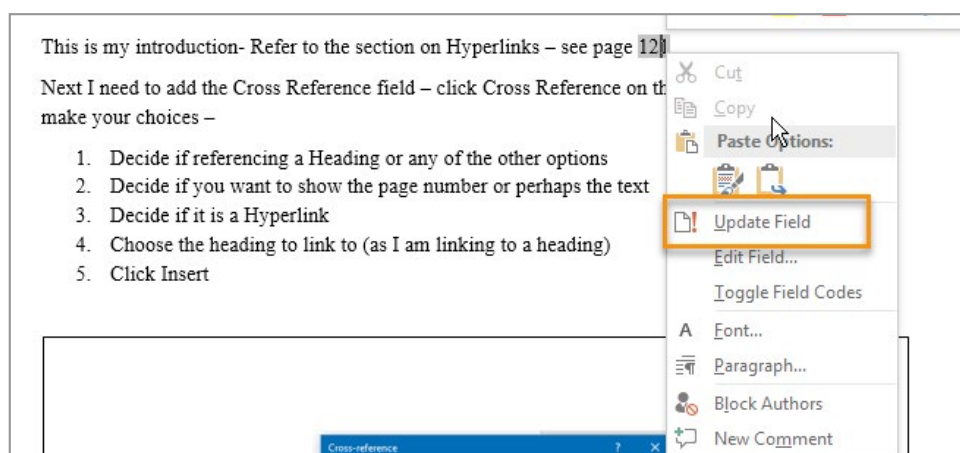 This is my introduction- Refer to the section on Hyperlinks – see page 121
Next I need to add the Cross Reference field – click Cross Reference on th
make your choices –
1. Decide if referencing a Heading or any of the other options
2. Decide if you want to show the page number or perhaps the text
3. Decide if it is a Hyperlink
4. Choose the heading to link to (as I am linking to a heading)
5. Click Insert
Cut
Copy
Paste Options:
Update Field
Edit Field...
Toggle Field Codes
A Font...
Paragraph...
Block Authors
New Comment
Cross-reference ? ×